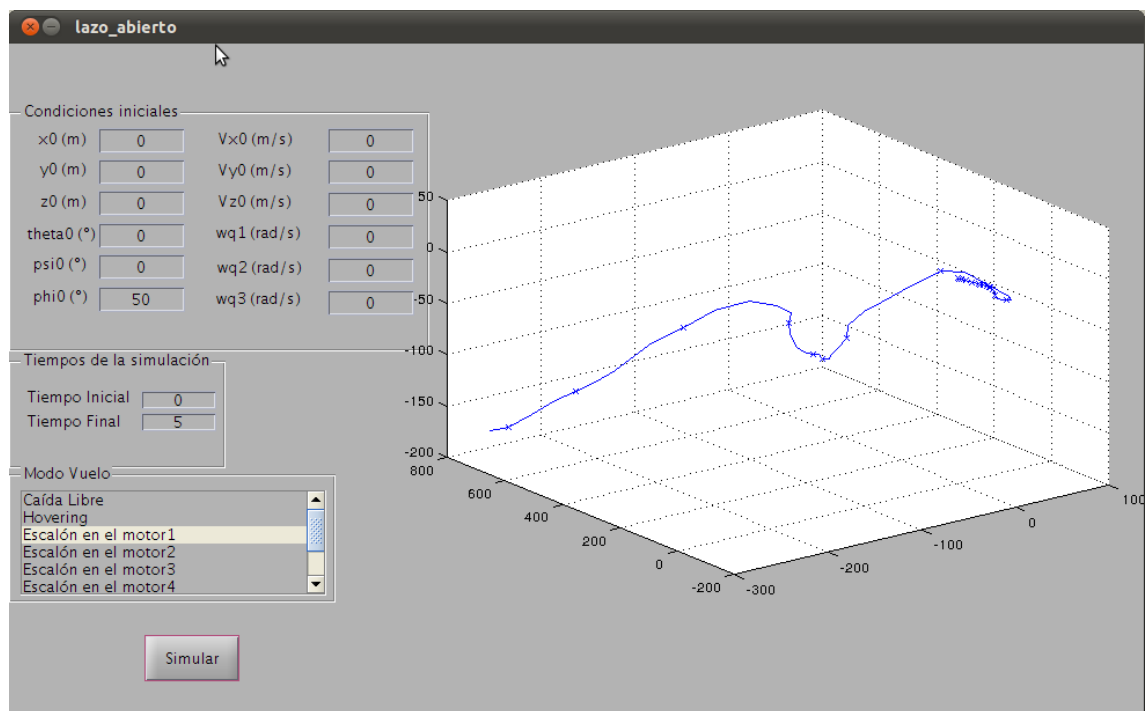 lazo_abierto
Condiciones iniciales
x0 (m) 0 Vx0 (m/s) 0
y0 (m) 0 Vy0 (m/s) 0
z0 (m) 0 Vz0 (m/s) 0
theta0 (°) 0 wq1 (rad/s) 0
psi0 (°) 0 wq2 (rad/s) 0
phi0 (°) 50 wq3 (rad/s) 0
Tiempos de la simulación
Tiempo Inicial 0
Tiempo Final 5
Modo Vuelo
Caída Libre
Hovering
Escalón en el motor1
Escalón en el motor2
Escalón en el motor3
Escalón en el motor4
Simular
50
0
-50
-100
-150
-200
800
600
400
200
0
-200
-300
-200
-100
0
100